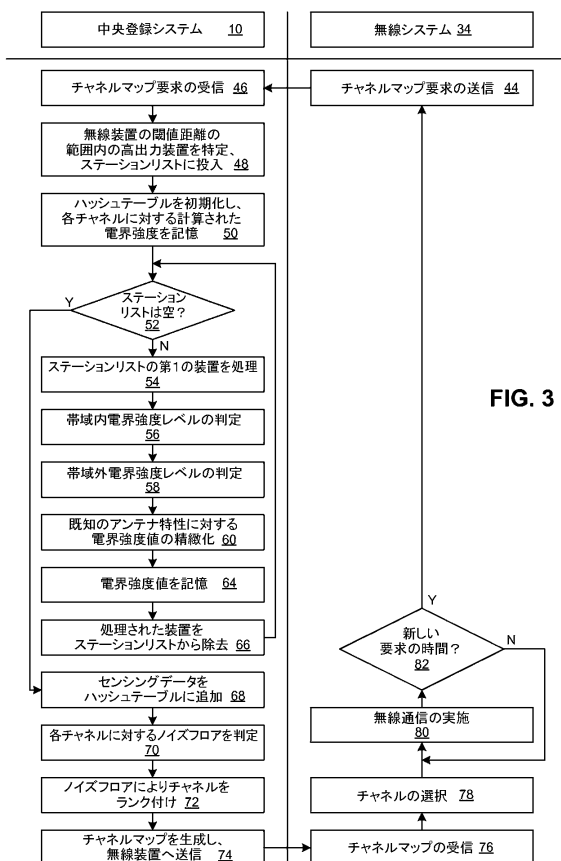 中央登録システム 10
無線システム 34
チャネルマップ要求の受信 46
チャネルマップ要求の送信 44
無線装置の閾値距離の
範囲内の高出力装置を特定、
ステーションリストに投入 48
ハッシュテーブルを初期化し、
各チャネルに対する計算された
電界強度を記憶
50
ステーション
リストは空？
52
Y
N
ステーションリストの第1の装置を処理
54
帯域内電界強度レベルの判定
56
帯域外電界強度レベルの判定
58
既知のアンテナ特性に対する
電界強度値の精緻化 60
電界強度値を記憶
64
処理された装置を
ステーションリストから除去 66
センシングデータを
ハッシュテーブルに追加 68
各チャネルに対するノイズフロアを判定
70
ノイズフロアによりチャネルを
ランク付け 72
チャネルマップを生成し、
無線装置へ送信 74
FIG. 3
Y
新しい
要求の時間？
82
N
無線通信の実施
80
チャネルの選択 78
チャネルマップの受信 76